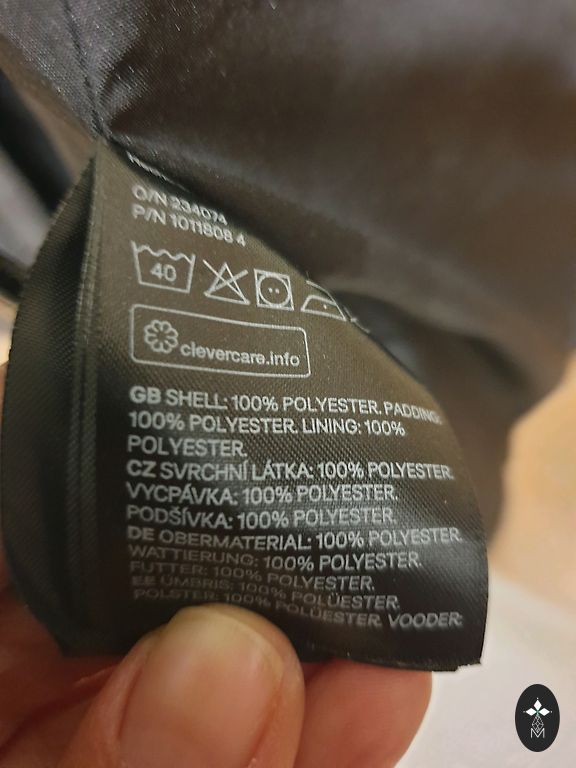 O/N 234074
P/N 1011808 4
40
clevercare.info
GB SHELL: 100% POLYESTER. PADDING:
100% POLYESTER. LINING: 100%
POLYESTER.
CZ SVRCHNÍ LÁTKA: 100% POLYESTER.
VYCPÁVKA: 100% POLYESTER.
PODŠÍVKA: 100% POLYESTER.
DE OBERMATERIAL: 100% POLYESTER.
WATTIERUNG: 100% POLYESTER.
FUTTER: 100% POLYESTER.
EE ÜMBRIS: 100% POLÜESTER.
POLSTER: 100% POLÜESTER. VOODER:
M